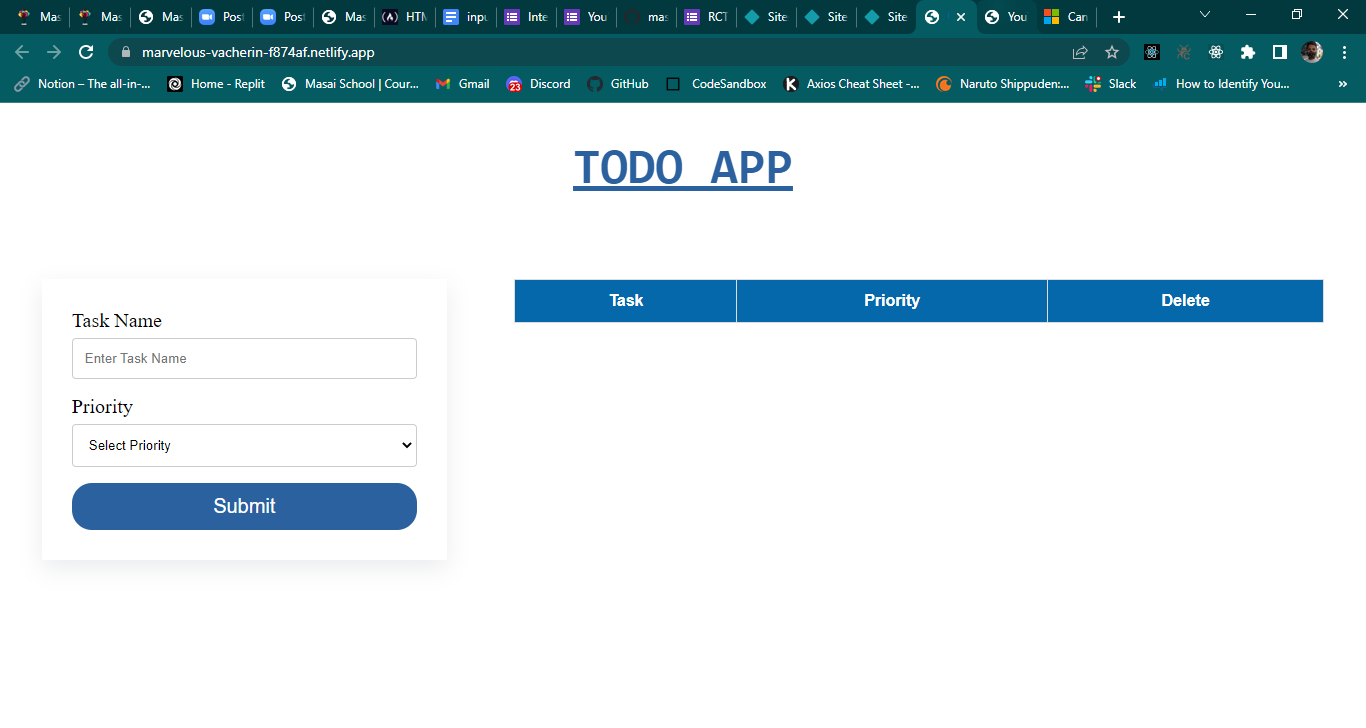 Mas Mas Mas Post Post Mas HTM inpu Inte You mas RCT Site Site Site You Can
marvelous-vacherin-f874af.netlify.app
Notion – The all-in-... Home - Replit Masai School | Cour... Gmail 23 Discord GitHub CodeSandbox K Axios Cheat Sheet -... Naruto Shippuden:... Slack How to Identify You... »
TODO APP
Task Name
Enter Task Name
Priority
Select Priority
Submit
Task Priority Delete